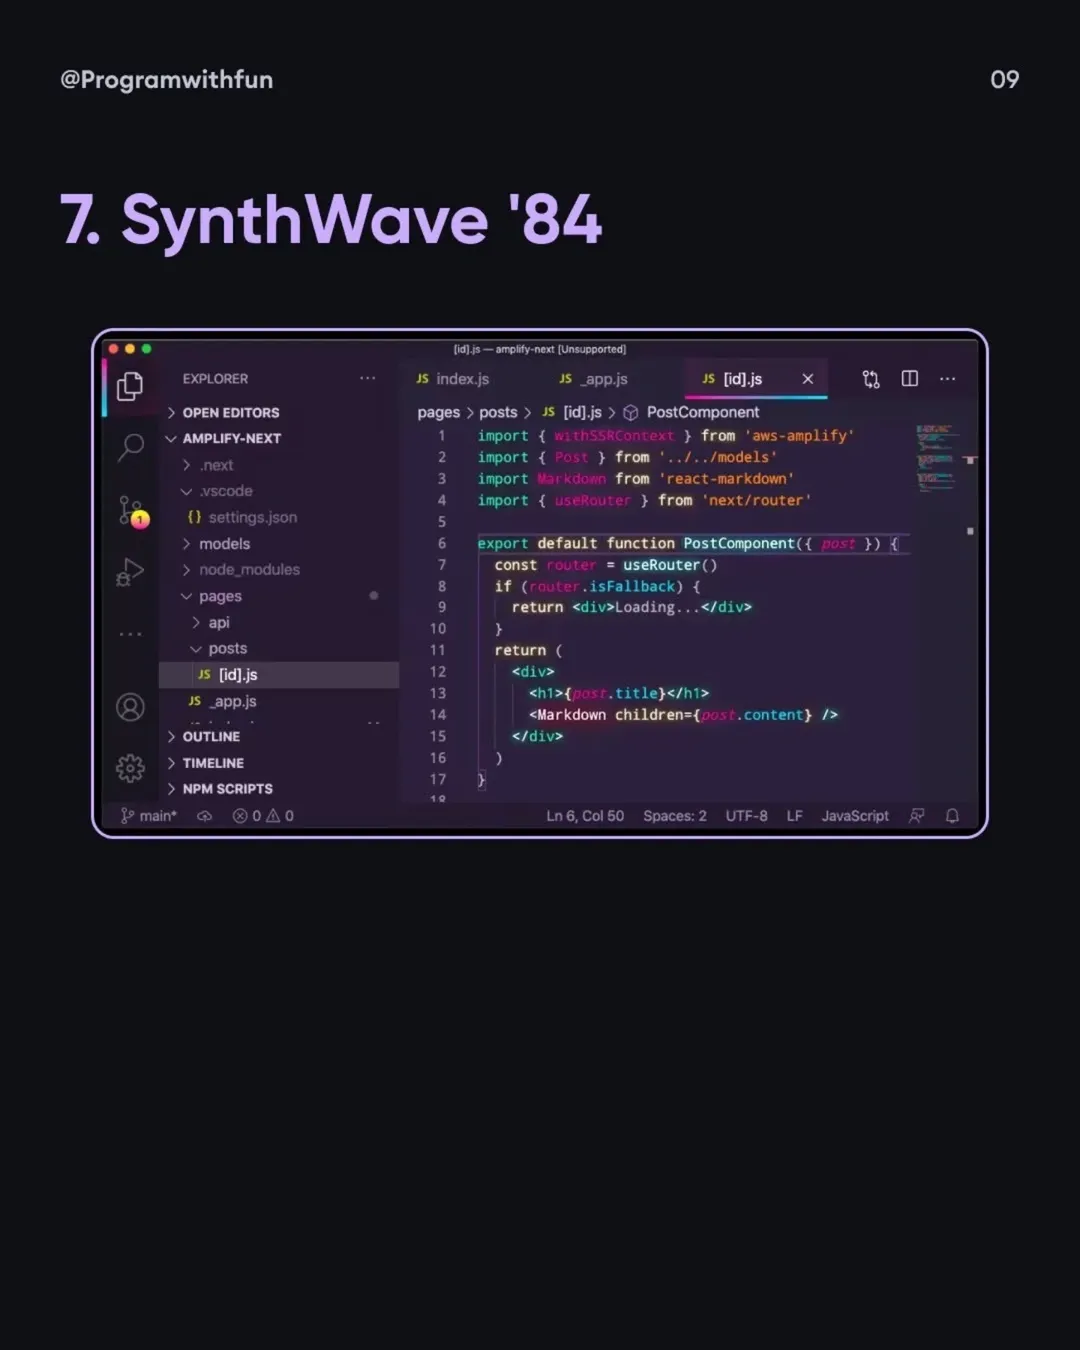 @Programwithfun
09
7. SynthWave '84
[id].js — amplify-next [Unsupported]
EXPLORER
OPEN EDITORS
AMPLIFY-NEXT
.next
.vscode
{} settings.json
models
node_modules
pages
api
posts
JS [id].js
JS _app.js
OUTLINE
TIMELINE
NPM SCRIPTS
1
JS index.js
JS _app.js
JS [id].js
pages > posts > JS [id].js > PostComponent
1 import { withSSRContext } from 'aws-amplify'
2 import { Post } from '../../models'
3 import Markdown from 'react-markdown'
4 import { useRouter } from 'next/router'
5
6 export default function PostComponent({ post }) {
7 const router = useRouter()
8 if (router.isFallback) {
9 return <div>Loading...</div>
10 }
11 return (
12 <div>
13 <h1>{post.title}</h1>
14 <Markdown children={post.content} />
15 </div>
16 )
17 }
18
main* 0 0 Ln 6, Col 50 Spaces: 2 UTF-8 LF JavaScript